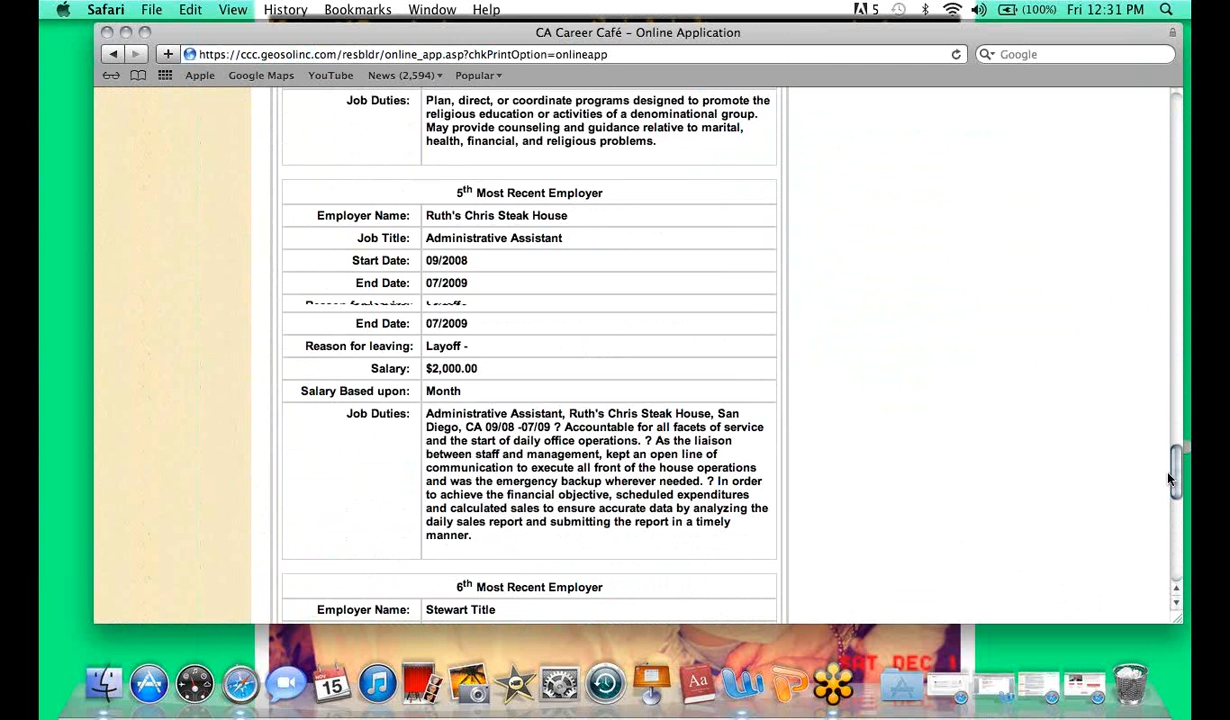 Safari File Edit View History Bookmarks Window Help 5 (100%) Fri 12:31 PM
CA Career Café – Online Application
https://ccc.geosolinc.com/resbldr/online_app.asp?chkPrintOption=onlineapp
Google
Apple Google Maps YouTube News (2,594) Popular
Job Duties: Plan, direct, or coordinate programs designed to promote the
religious education or activities of a denominational group.
May provide counseling and guidance relative to marital,
health, financial, and religious problems.
5th Most Recent Employer
Employer Name: Ruth's Chris Steak House
Job Title: Administrative Assistant
Start Date: 09/2008
End Date: 07/2009
End Date: 07/2009
Reason for leaving: Layoff -
Salary: $2,000.00
Salary Based upon: Month
Job Duties: Administrative Assistant, Ruth's Chris Steak House, San
Diego, CA 09/08 -07/09 ? Accountable for all facets of service
and the start of daily office operations. ? As the liaison
between staff and management, kept an open line of
communication to execute all front of the house operations
and was the emergency backup wherever needed. ? In order
to achieve the financial objective, scheduled expenditures
and calculated sales to ensure accurate data by analyzing the
daily sales report and submitting the report in a timely
manner.
6th Most Recent Employer
Employer Name: Stewart Title
SAT DEC 1
NOV
15
Aa